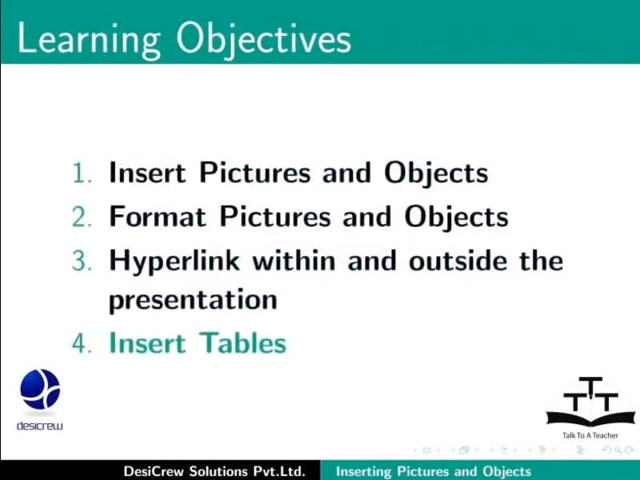 Learning Objectives
1. Insert Pictures and Objects
2. Format Pictures and Objects
3. Hyperlink within and outside the
presentation
4. Insert Tables
desicrew
TTT
Talk To A Teacher
DesiCrew Solutions Pvt.Ltd. Inserting Pictures and Objects